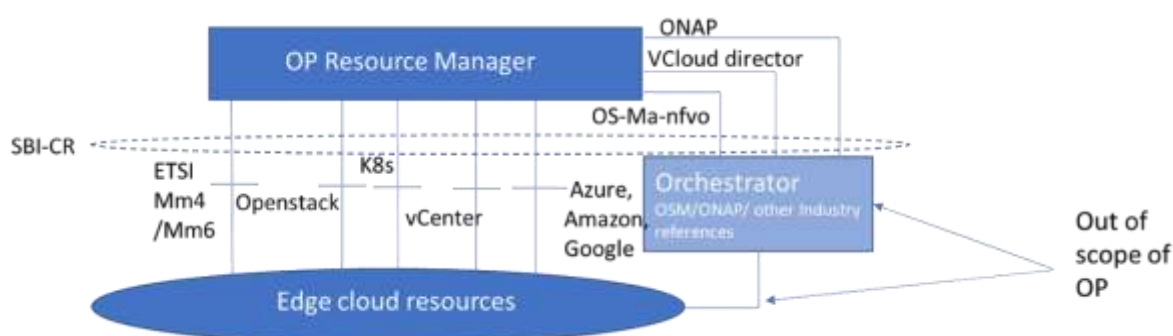 ONAP
OP Resource Manager
VCloud director
OS-Ma-nfvo
SBI-CR
ETSI
Mm4
/Mm6
Openstack
K8s
vCenter
Azure,
Amazon,
Google
Orchestrator
OSM/ONAP/ other Industry
references
Out of
scope of
OP
Edge cloud resources